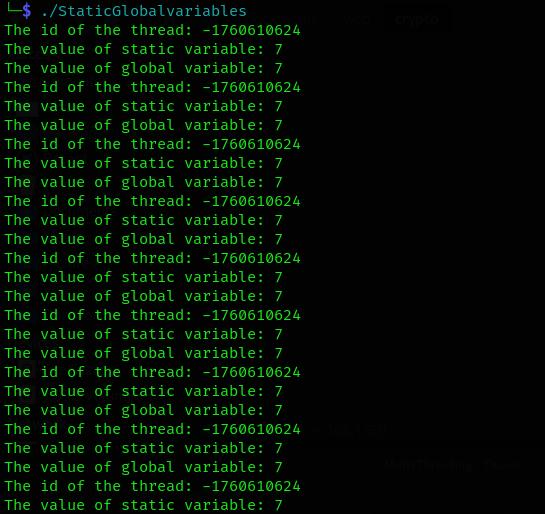 └─$ ./StaticGlobalvariables
The id of the thread: -1760610624
The value of static variable: 7
The value of global variable: 7
The id of the thread: -1760610624
The value of static variable: 7
The value of global variable: 7
The id of the thread: -1760610624
The value of static variable: 7
The value of global variable: 7
The id of the thread: -1760610624
The value of static variable: 7
The value of global variable: 7
The id of the thread: -1760610624
The value of static variable: 7
The value of global variable: 7
The id of the thread: -1760610624
The value of static variable: 7
The value of global variable: 7
The id of the thread: -1760610624
The value of static variable: 7
The value of global variable: 7
The id of the thread: -1760610624
The value of static variable: 7
The value of global variable: 7
The id of the thread: -1760610624
The value of static variable: 7